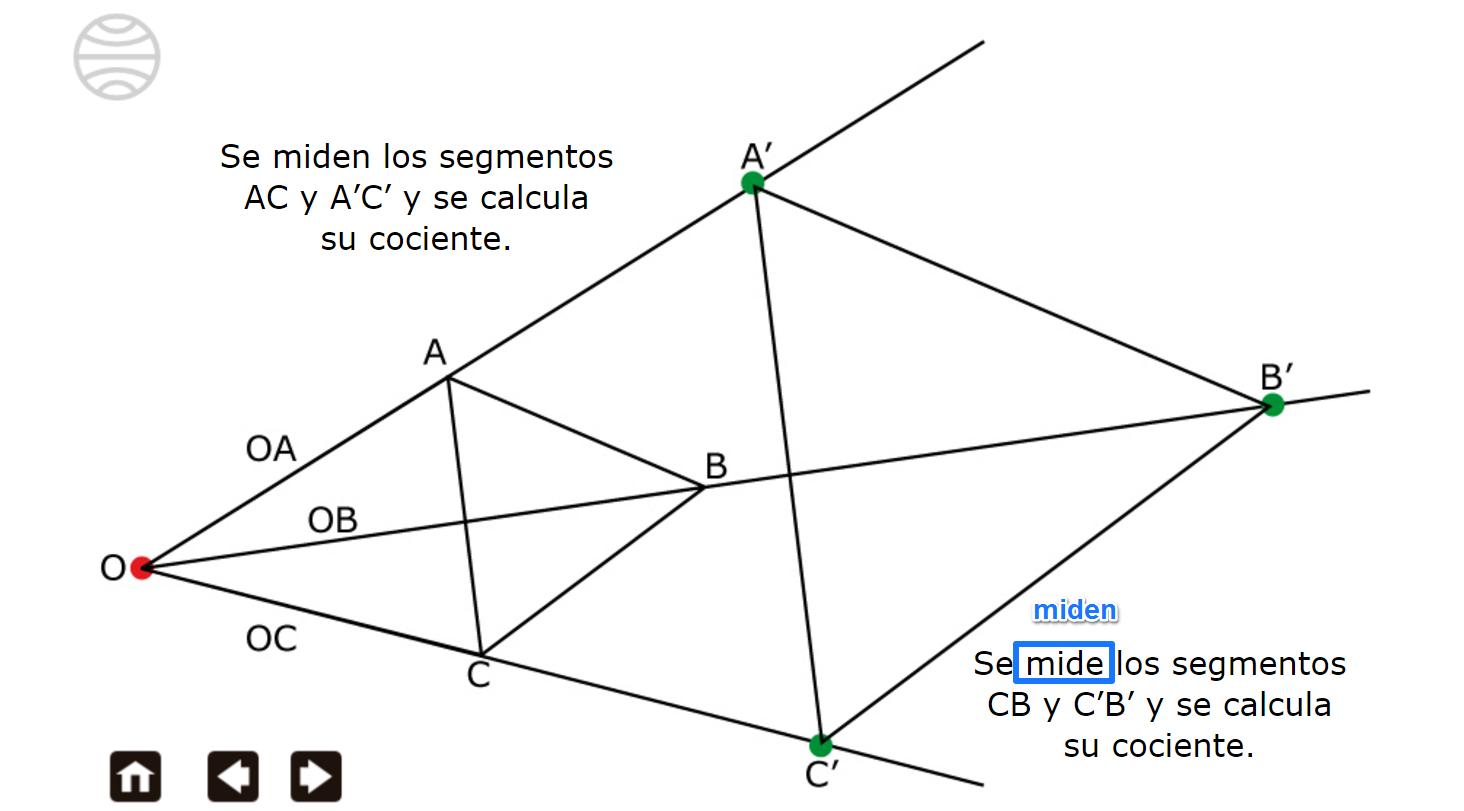 Se miden los segmentos
AC y A’C’ y se calcula
su cociente.
A’
A
B’
OA
B
OB
O
OC
C
miden
Se mide los segmentos
CB y C’B’ y se calcula
su cociente.
C’